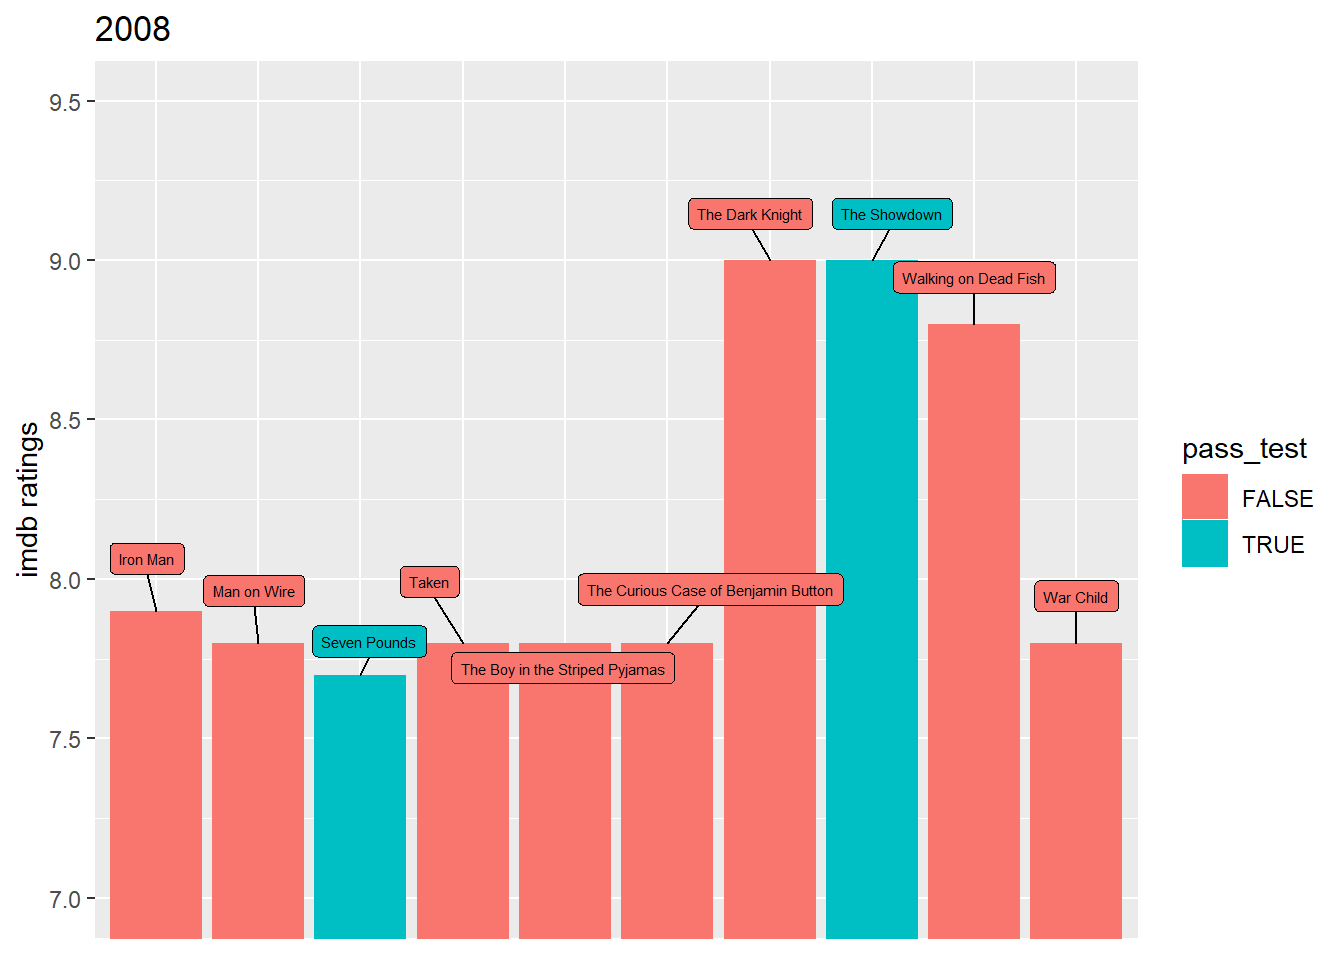 2008
imdb ratings
9.5
9.0
8.5
8.0
7.5
7.0
The Dark Knight
The Showdown
Walking on Dead Fish
Iron Man
Man on Wire
Taken
The Curious Case of Benjamin Button
War Child
Seven Pounds
The Boy in the Striped Pyjamas
pass_test
FALSE
TRUE